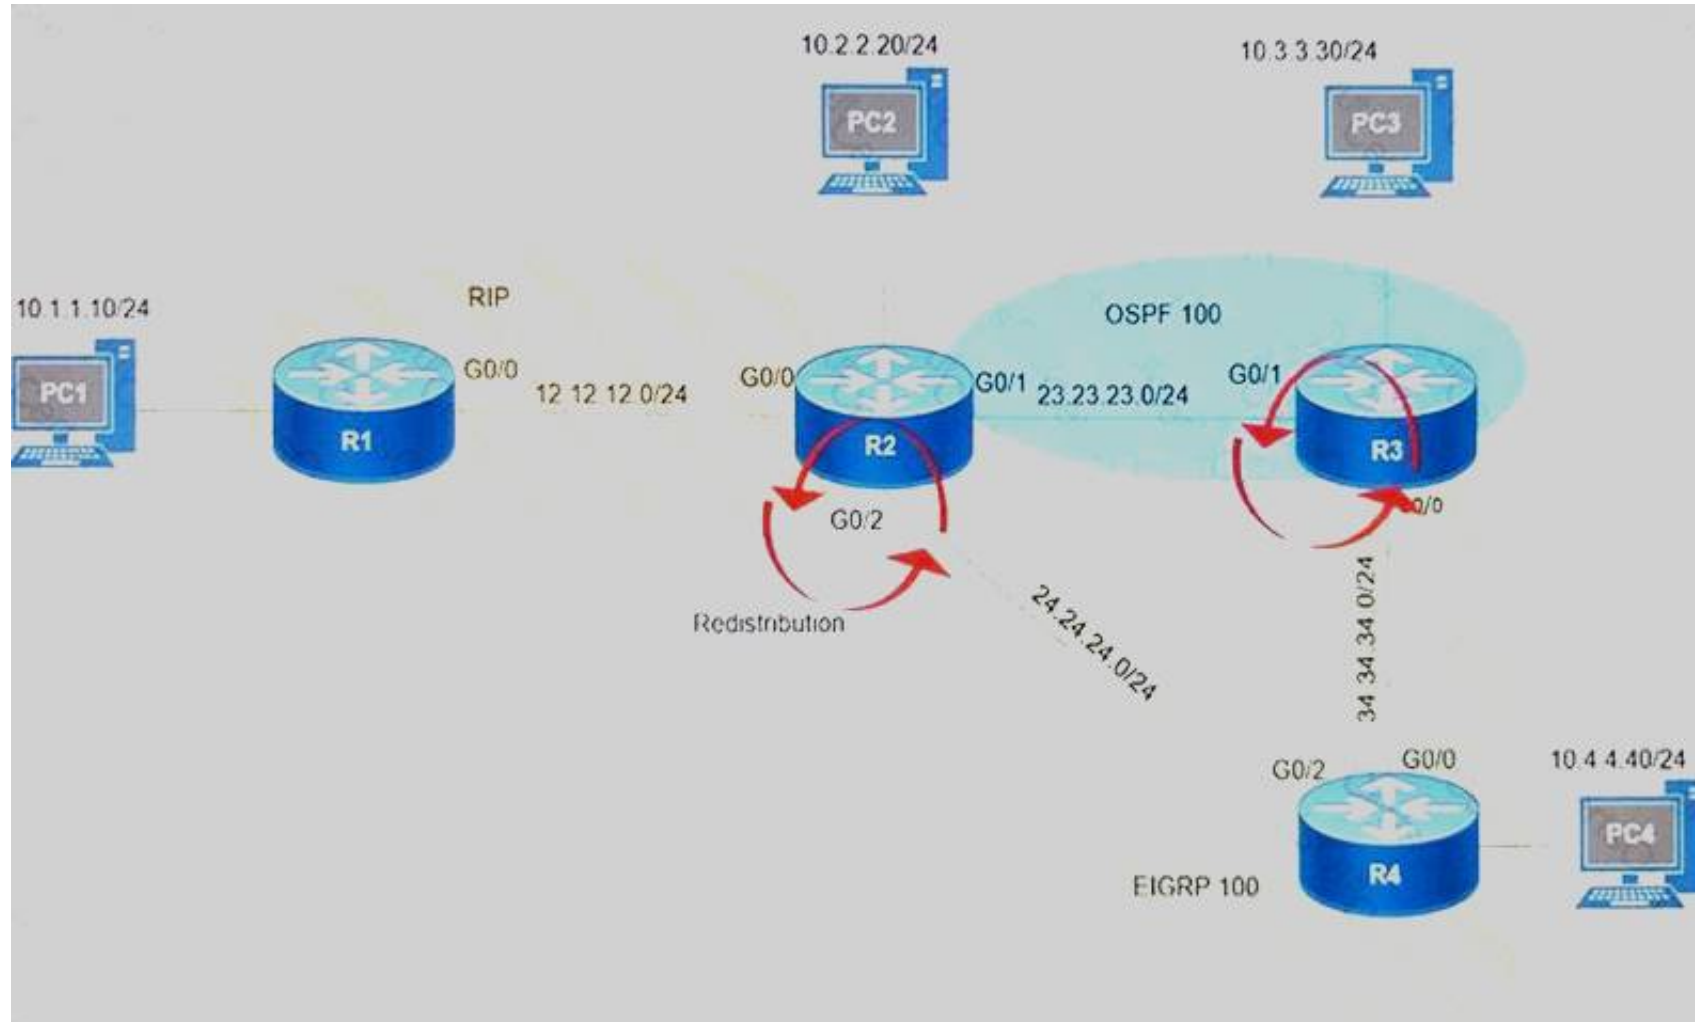 10.2.2.20/24
10.3.3.30/24
PC2
PC3
RIP
10.1.1.10/24
OSPF 100
G0/0
G0/0
G0/1
G0/1
PC1
12.12.12.0/24
23.23.23.0/24
R1
R2
R3
G0/2
G0/0
Redistribution
24.24.24.0/24
34.34.34.0/24
G0/2
G0/0
10.4.4.40/24
PC4
R4
EIGRP 100